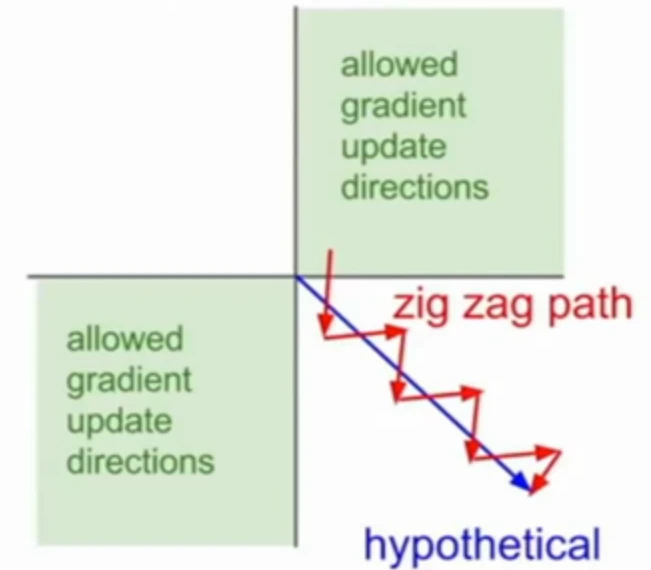 allowed
gradient
update
directions
zig zag path
allowed
gradient
update
directions
hypothetical